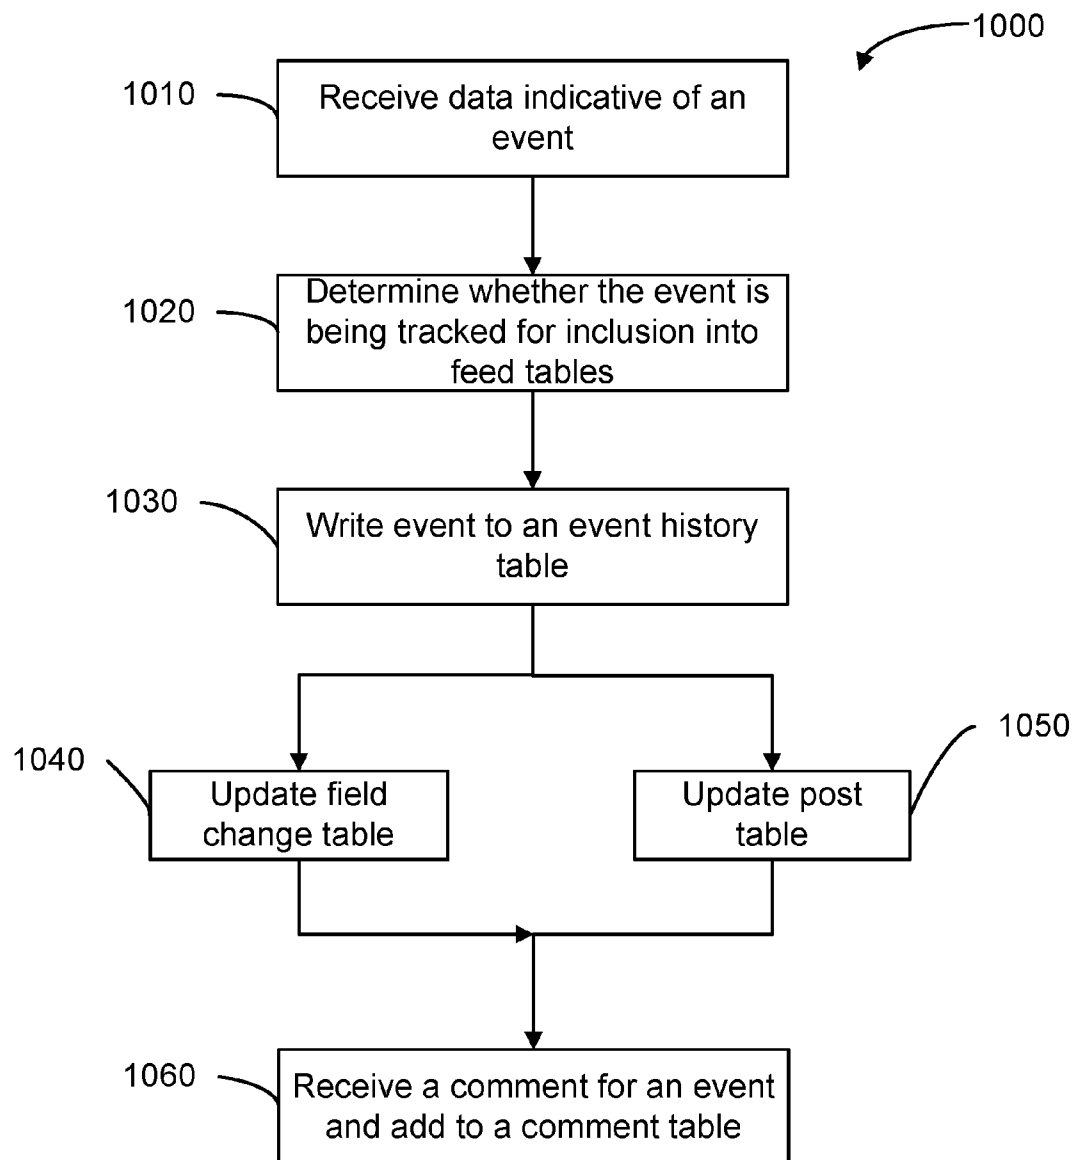 1000
1010
Receive data indicative of an
event
1020
Determine whether the event is
being tracked for inclusion into
feed tables
1030
Write event to an event history
table
1040
Update field
change table
1050
Update post
table
1060
Receive a comment for an event
and add to a comment table